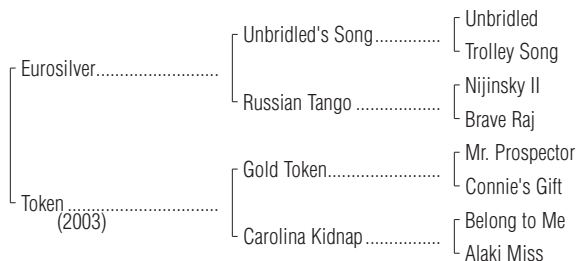 Unbridled
Unbridled's Song...............
Trolley Song
Eurosilver............................
Nijinsky II
Russian Tango ...................
Brave Raj
Mr. Prospector
Gold Token.........................
Connie's Gift
Token ...................................
(2003)
Belong to Me
Carolina Kidnap.................
Alaki Miss